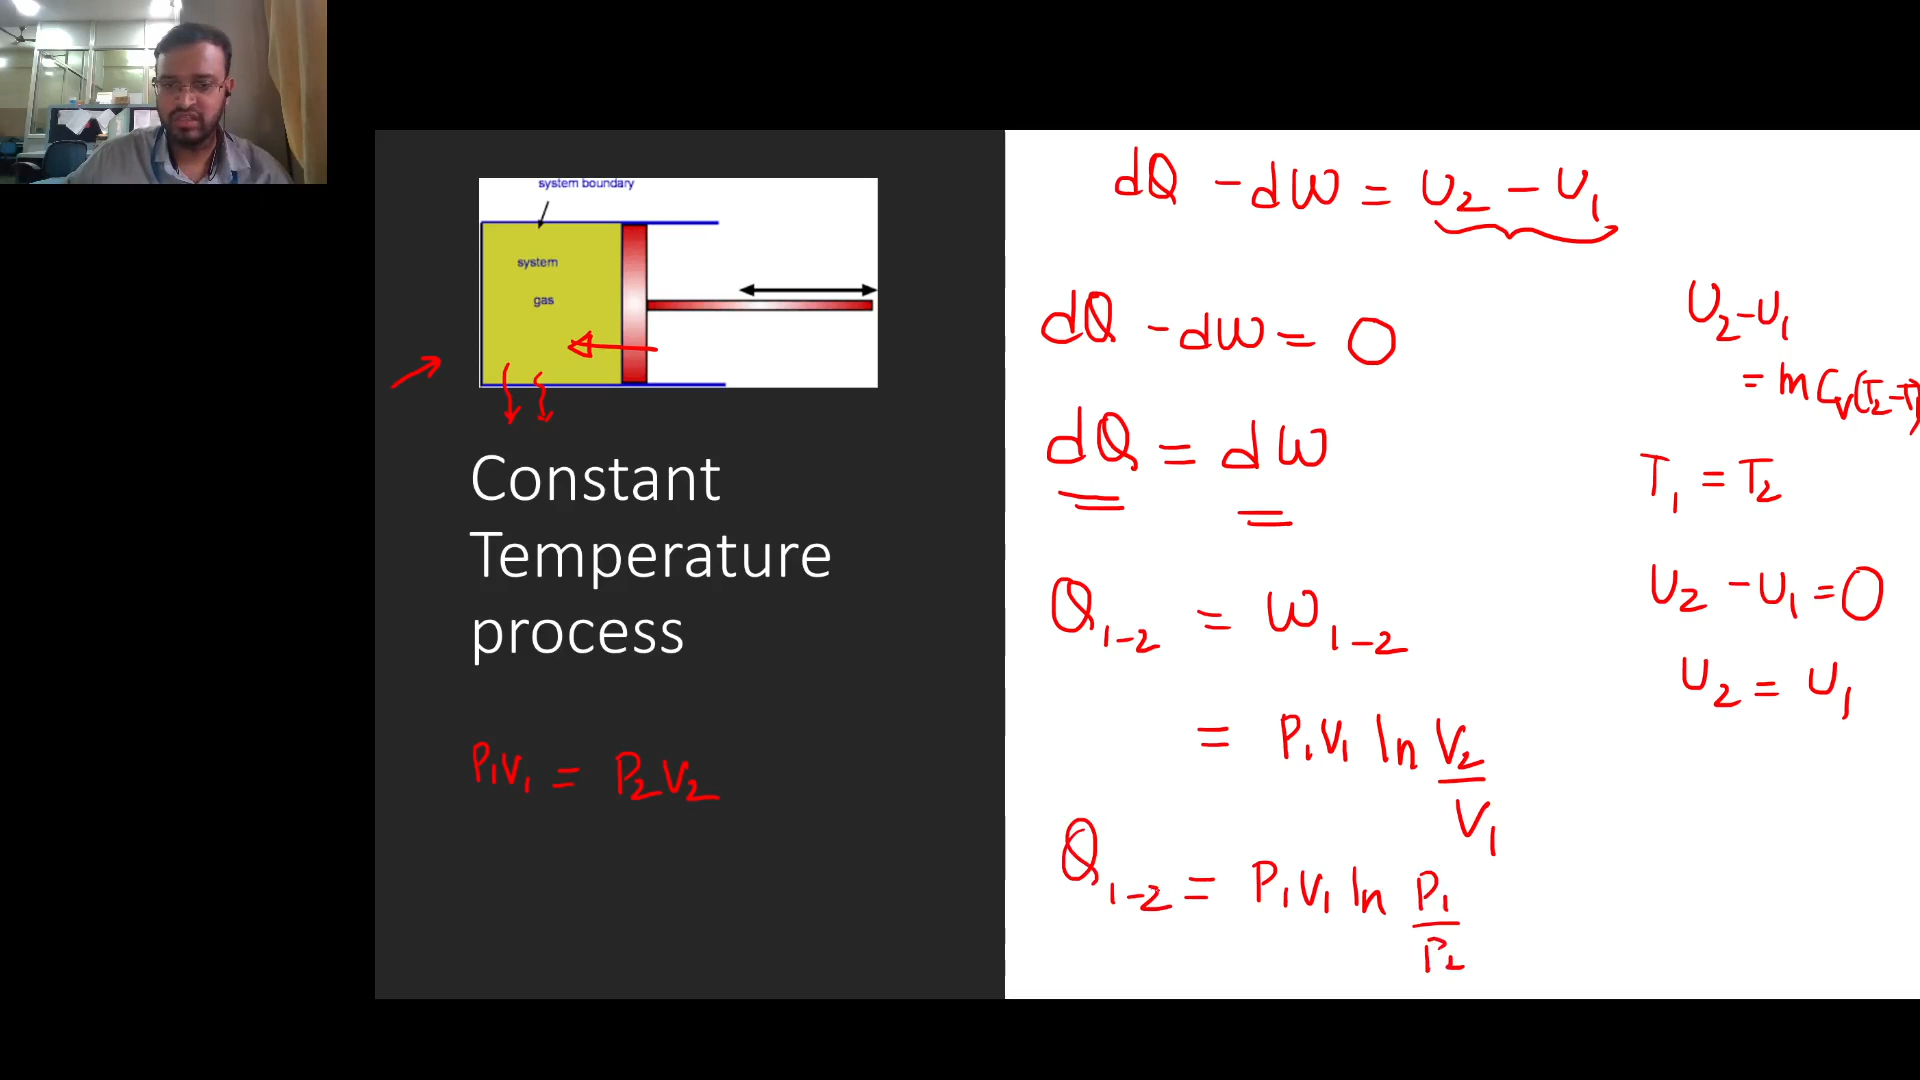 system boundary
system
gas
Constant
Temperature
process
P₁V₁ = P₂V₂
dQ - dW = U₂ - U₁
dQ - dW = 0
dQ = dW
Q₁₋₂ = W₁₋₂
= P₁V₁ ln V₂/V₁
Q₁₋₂ = P₁V₁ ln P₁/P₂
U₂-U₁
= m Cᵥ(T₂-T₁)
T₁ = T₂
U₂ - U₁ = 0
U₂ = U₁